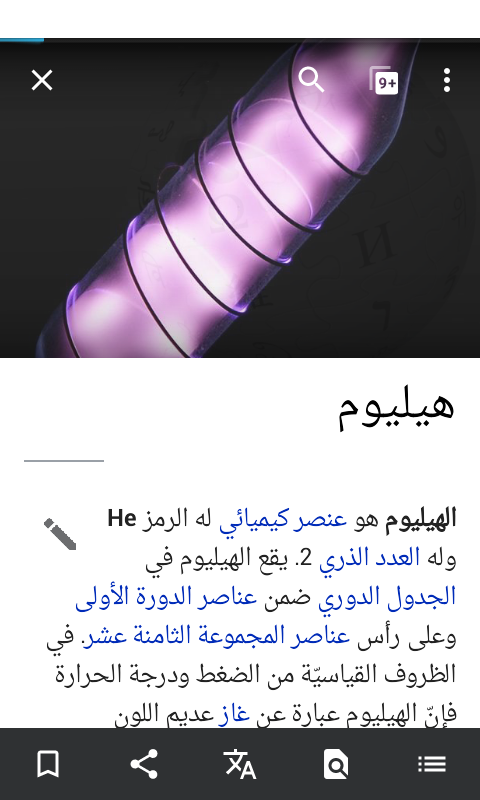 9+
هيليوم
الهيليوم هو عنصر كيميائي له الرمز He
وله العدد الذري 2. يقع الهيليوم في
الجدول الدوري ضمن عناصر الدورة الأولى
وعلى رأس عناصر المجموعة الثامنة عشر. في
الظروف القياسيّة من الضغط ودرجة الحرارة
فإنّ الهيليوم عبارة عن غاز عديم اللون